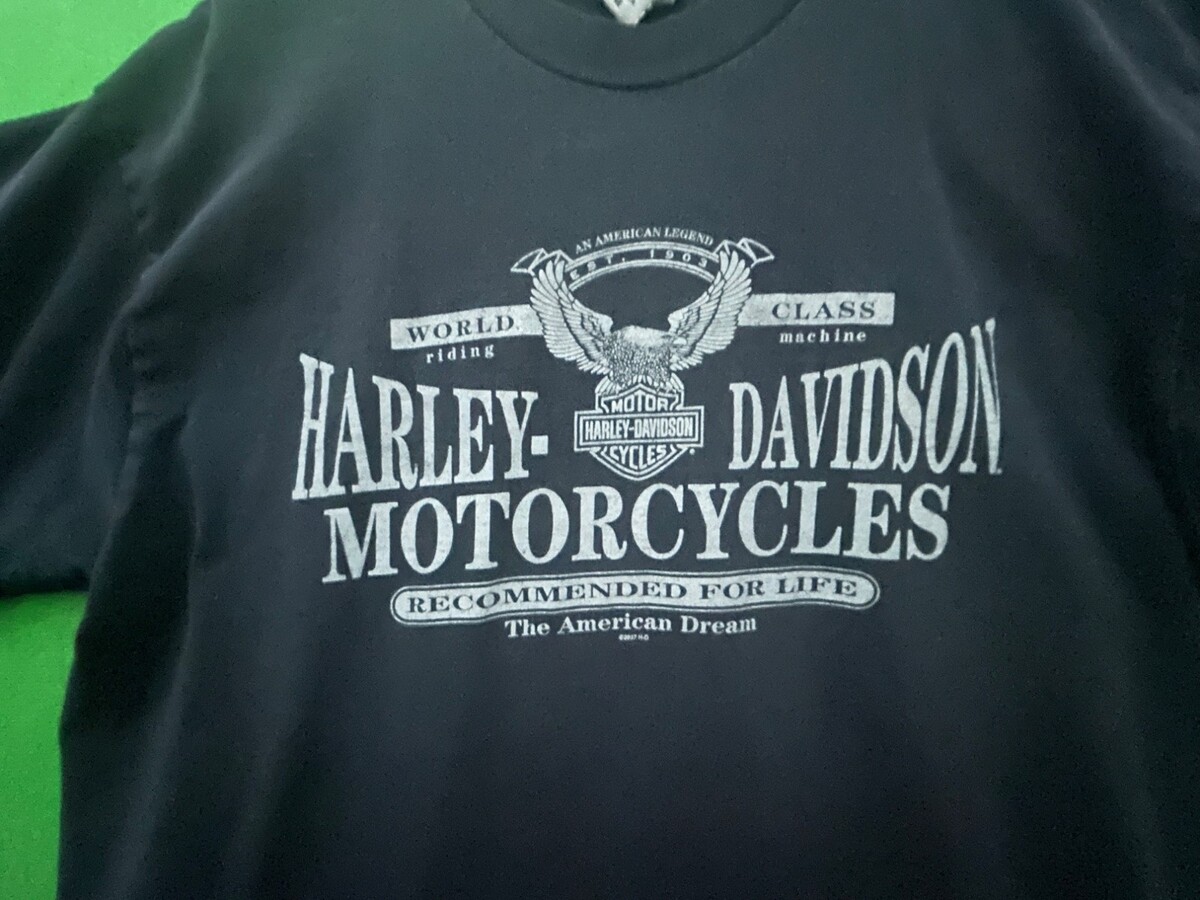 AN AMERICAN LEGEND
EST. 1903
WORLD CLASS
riding machine
HARLEY- DAVIDSON
MOTOR
HARLEY-DAVIDSON
CYCLES
MOTORCYCLES
RECOMMENDED FOR LIFE
The American Dream